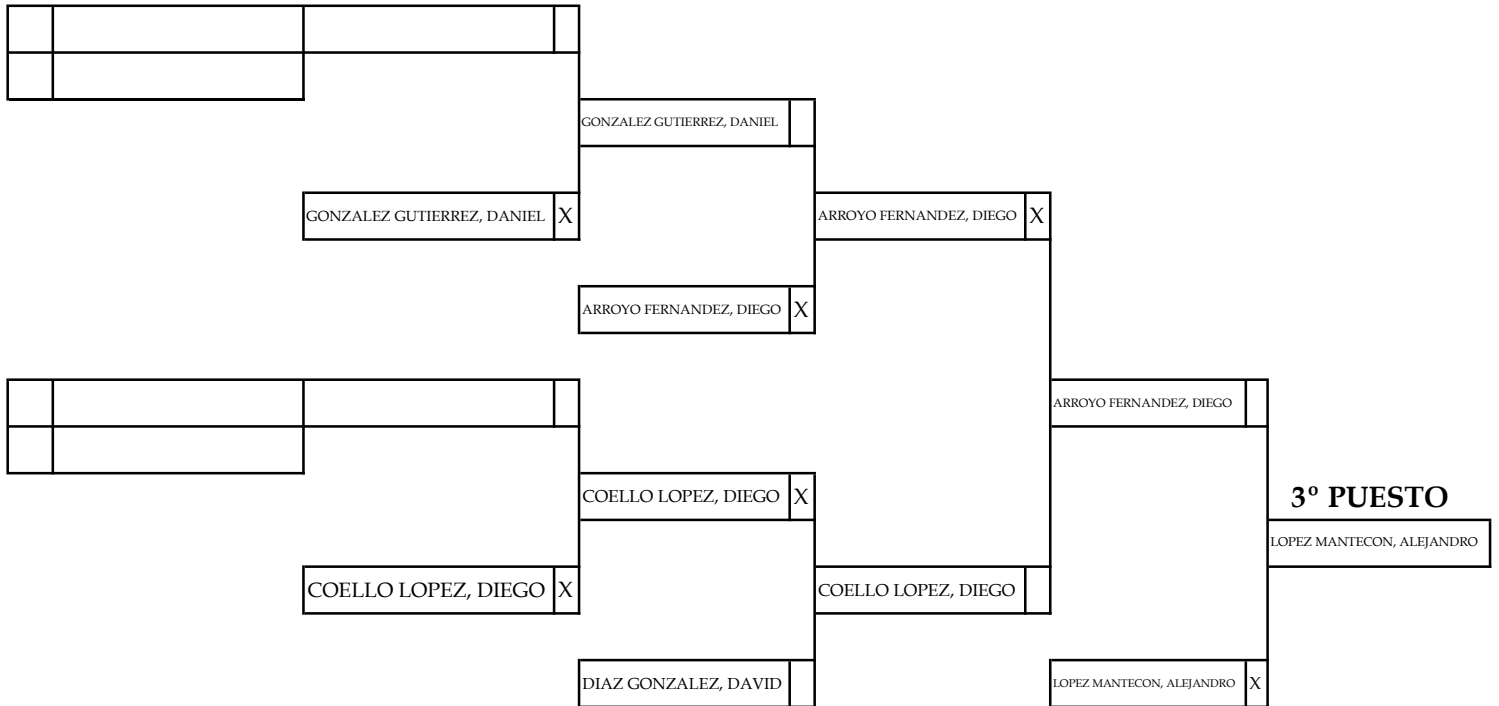 GONZALEZ GUTIERREZ, DANIEL
GONZALEZ GUTIERREZ, DANIEL X
ARROYO FERNANDEZ, DIEGO X
ARROYO FERNANDEZ, DIEGO X
ARROYO FERNANDEZ, DIEGO
COELLO LOPEZ, DIEGO X
3º PUESTO
LOPEZ MANTECON, ALEJANDRO
COELLO LOPEZ, DIEGO X
COELLO LOPEZ, DIEGO
DIAZ GONZALEZ, DAVID
LOPEZ MANTECON, ALEJANDRO X